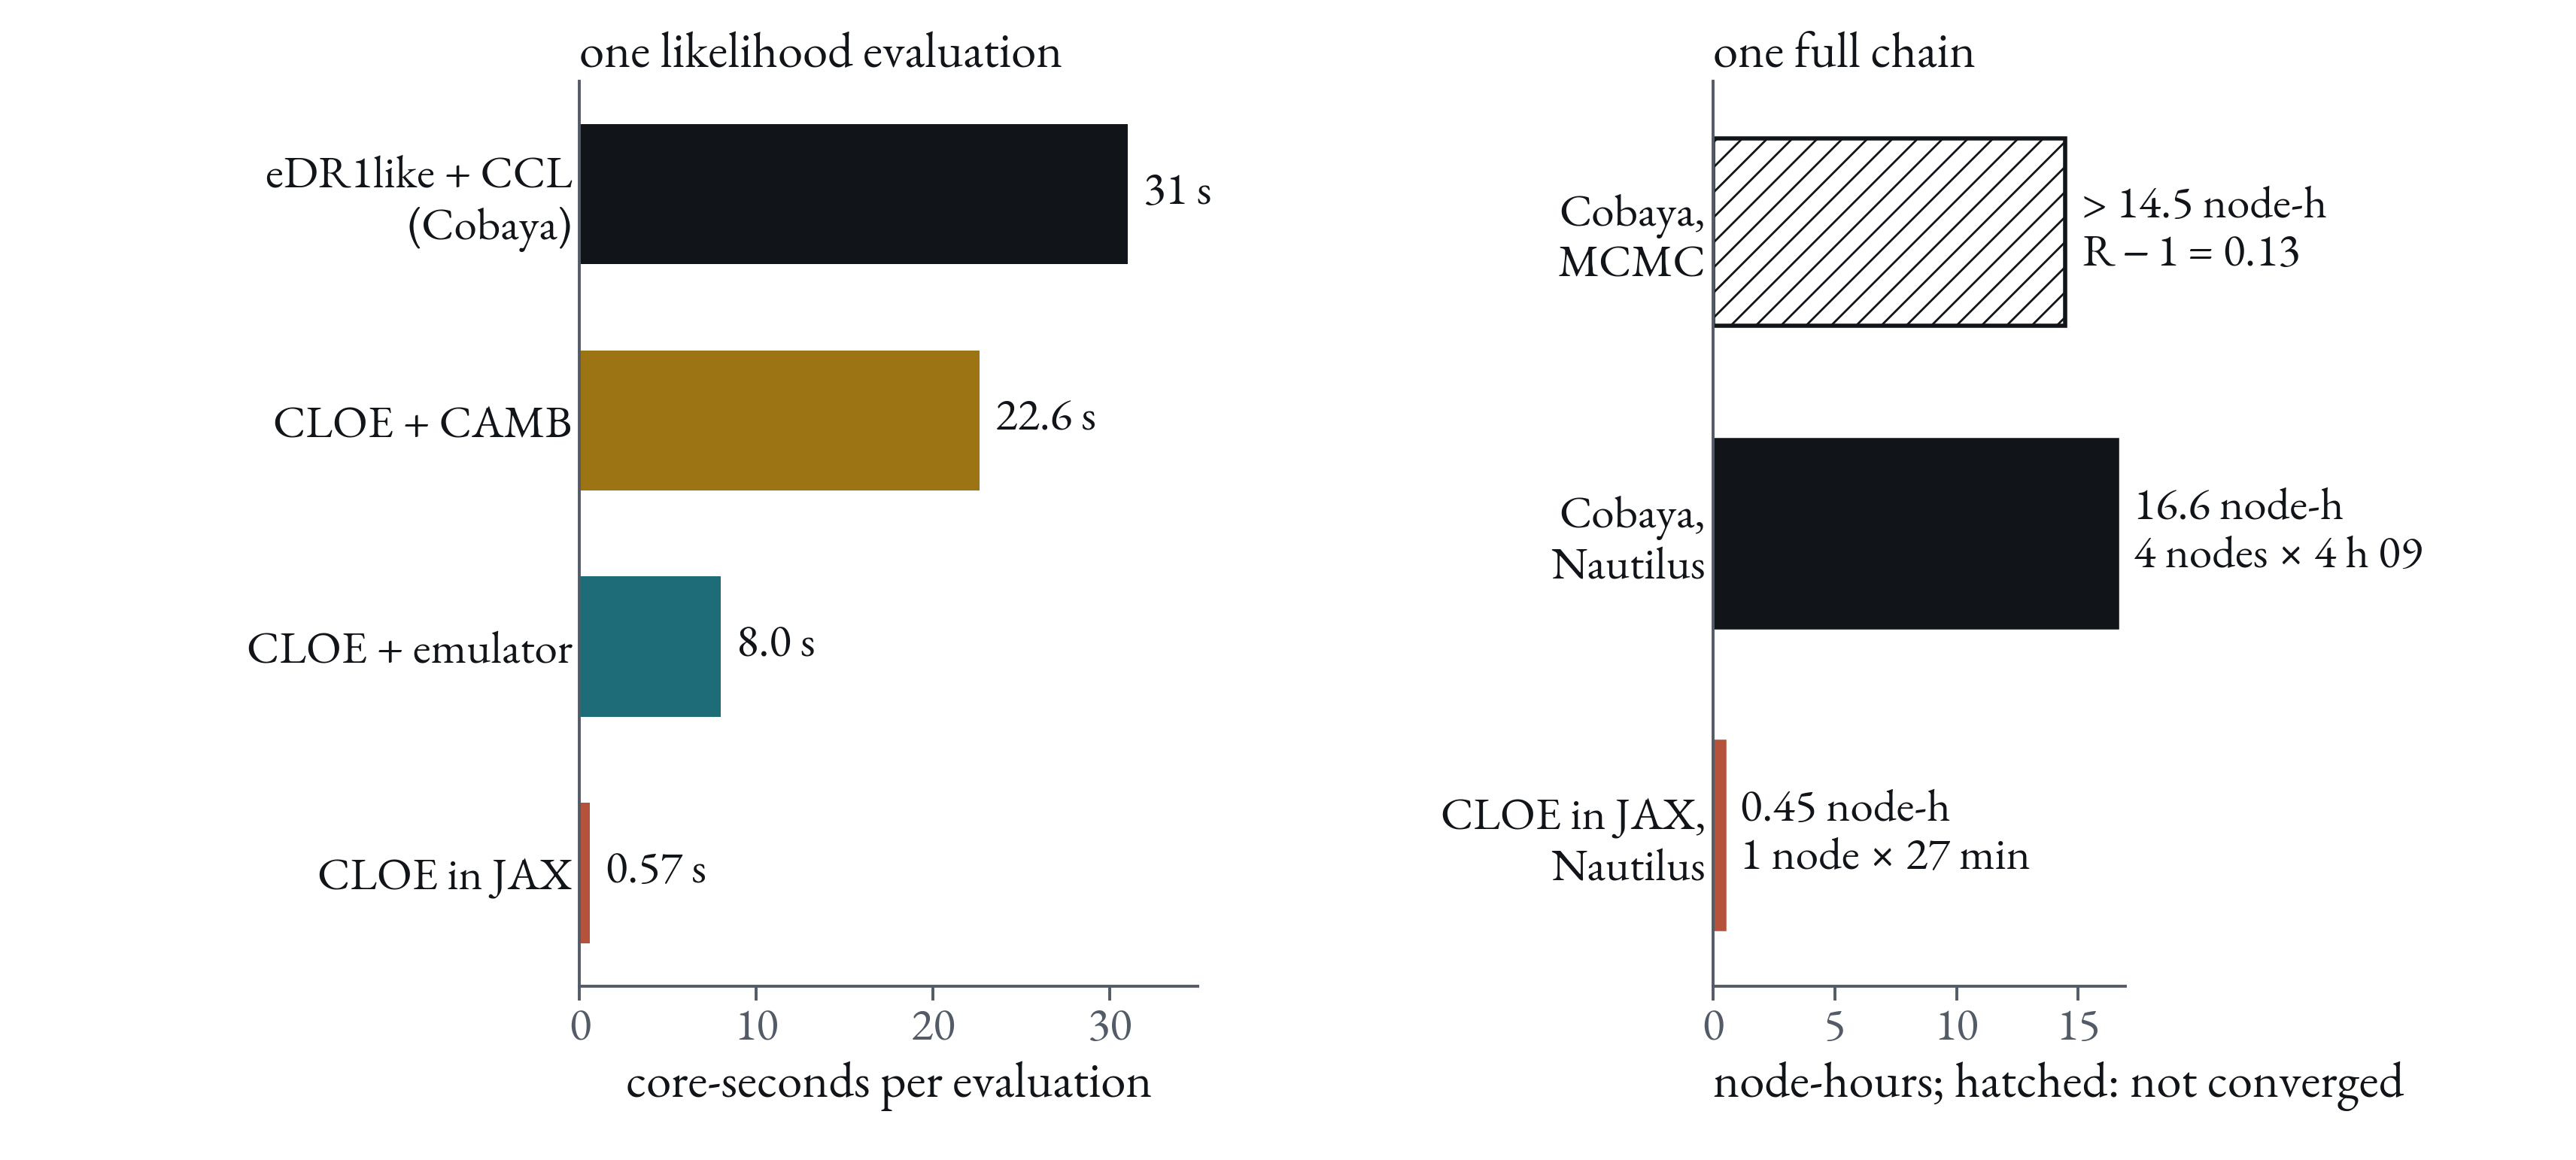 one likelihood evaluation
eDR1like + CCL
(Cobaya)
31 s
CLOE + CAMB
22.6 s
CLOE + emulator
8.0 s
CLOE in JAX
0.57 s
0 10 20 30
core-seconds per evaluation
one full chain
Cobaya,
MCMC
> 14.5 node-h
R − 1 = 0.13
Cobaya,
Nautilus
16.6 node-h
4 nodes × 4 h 09
CLOE in JAX,
Nautilus
0.45 node-h
1 node × 27 min
0 5 10 15
node-hours; hatched: not converged